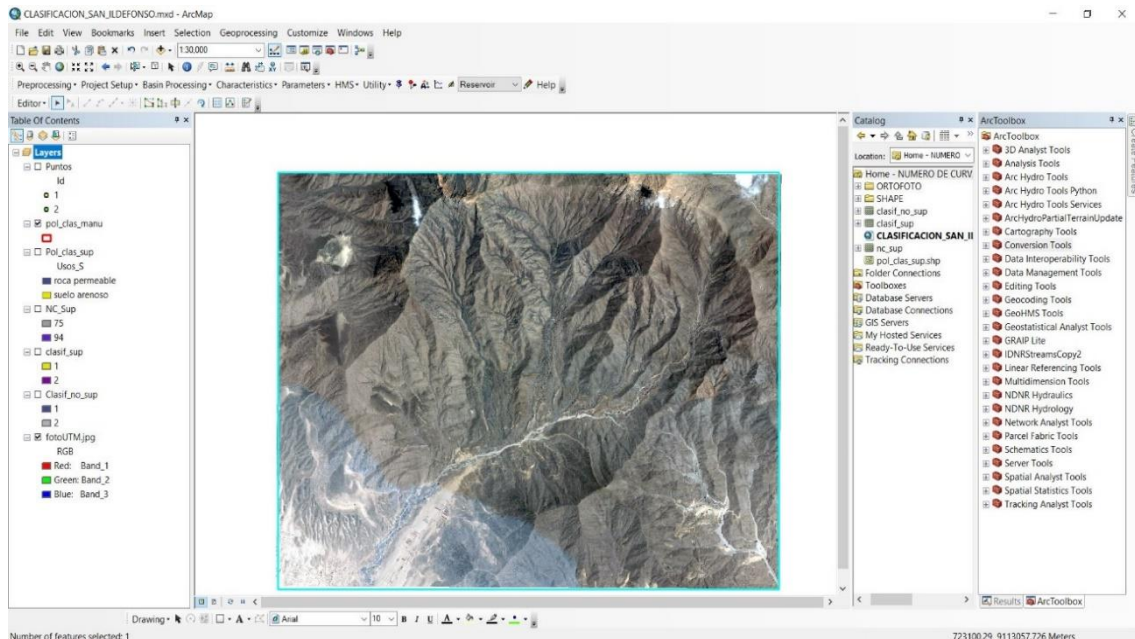 CLASIFICACION_SAN_ILDEFONSO.mxd - ArcMap
File Edit View Bookmarks Insert Selection Geoprocessing Customize Windows Help
1:30,000
Preprocessing Project Setup Basin Processing Characteristics Parameters HMS Utility Reservoir Help
Editor
Table Of Contents
Layers
Puntos
Id
1
2
pol_clas_manu
Pol_clas_sup
Usos_S
roca permeable
suelo arenoso
NC_Sup
75
94
clasif_sup
1
2
Clasif_no_sup
1
2
fotoUTM.jpg
RGB
Red: Band_1
Green: Band_2
Blue: Band_3
Catalog
Location: Home - NUMERO
Home - NUMERO DE CURV
ORTOFOTO
SHAPE
clasif_no_sup
clasif_sup
CLASIFICACION_SAN_II
nc_sup
pol_clas_sup.shp
Folder Connections
Toolboxes
Database Servers
Database Connections
GIS Servers
My Hosted Services
Ready-To-Use Services
Tracking Connections
ArcToolbox
ArcToolbox
3D Analyst Tools
Analysis Tools
Arc Hydro Tools
Arc Hydro Tools Python
Arc Hydro Tools Services
ArcHydroPartialTerrainUpdate
Cartography Tools
Conversion Tools
Data Interoperability Tools
Data Management Tools
Editing Tools
Geocoding Tools
GeoHMS Tools
Geostatistical Analyst Tools
GRAIP Lite
IDNRStreamsCopy2
Linear Referencing Tools
Multidimension Tools
NDNR Hydraulics
NDNR Hydrology
Network Analyst Tools
Parcel Fabric Tools
Schematics Tools
Server Tools
Spatial Analyst Tools
Spatial Statistics Tools
Tracking Analyst Tools
Create Features
Results ArcToolbox
Drawing A Arial 10 B I U A
Number of features selected: 1
723100.29 9113057.726 Meters